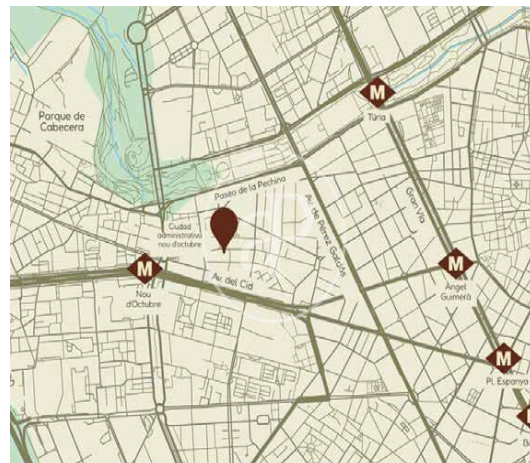 M
Túria
Parque de
Cabecera
Paseo de la Pechina
Gran Vía
Av. de Pérez Galdós
Ciudad
administrativa
nou d'octubre
M
Nou
d'Octubre
Av. del Cid
M
Àngel
Guimerà
M
Pl. Espanya